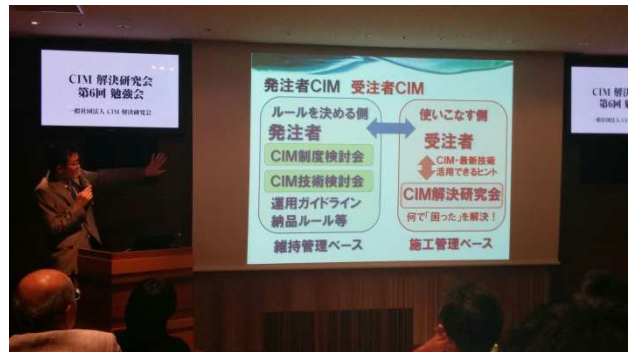 CIM 解決研究会
第6回 勉強会
一般社団法人 CIM 解決研究会
発注者CIM 受注者CIM
ルールを決める側
発注者
CIM制度検討会
CIM技術検討会
運用ガイドライン
納品ルール等
維持管理ベース
使いこなす側
受注者
CIM・最新技術
活用できるヒント
CIM解決研究会
何で「困った」を解決！
施工管理ベース
CIM 解
第6回